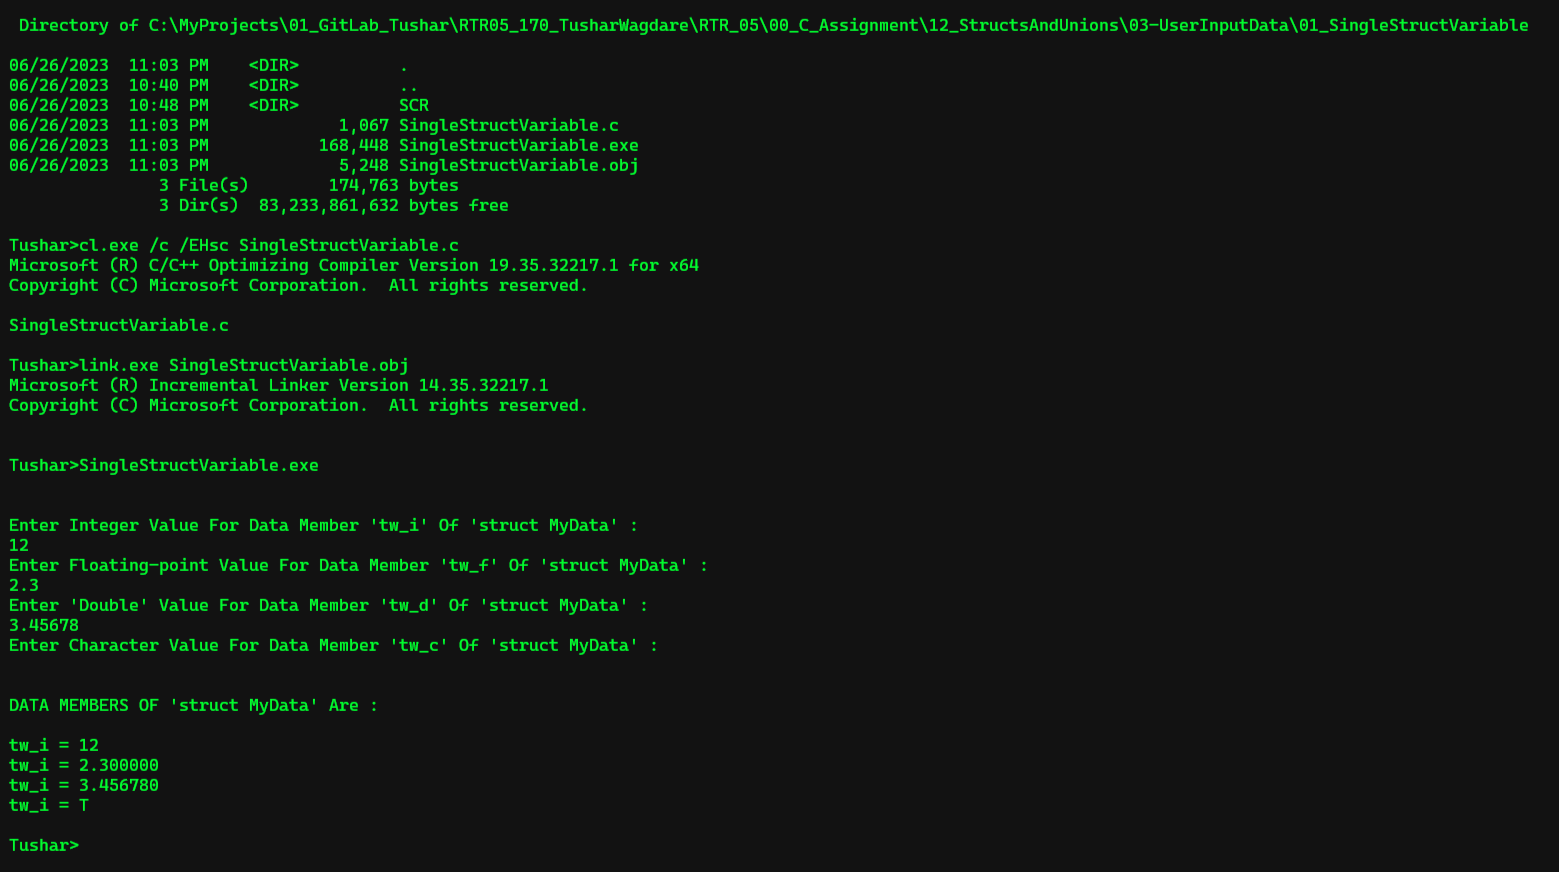 Directory of C:\MyProjects\01_GitLab_Tushar\RTR05_170_TusharWagdare\RTR_05\00_C_Assignment\12_StructsAndUnions\03-UserInputData\01_SingleStructVariable
06/26/2023  11:03 PM    <DIR>          .
06/26/2023  10:40 PM    <DIR>          ..
06/26/2023  10:48 PM    <DIR>          SCR
06/26/2023  11:03 PM             1,067 SingleStructVariable.c
06/26/2023  11:03 PM           168,448 SingleStructVariable.exe
06/26/2023  11:03 PM             5,248 SingleStructVariable.obj
               3 File(s)        174,763 bytes
               3 Dir(s)  83,233,861,632 bytes free
Tushar>cl.exe /c /EHsc SingleStructVariable.c
Microsoft (R) C/C++ Optimizing Compiler Version 19.35.32217.1 for x64
Copyright (C) Microsoft Corporation.  All rights reserved.
SingleStructVariable.c
Tushar>link.exe SingleStructVariable.obj
Microsoft (R) Incremental Linker Version 14.35.32217.1
Copyright (C) Microsoft Corporation.  All rights reserved.
Tushar>SingleStructVariable.exe
Enter Integer Value For Data Member 'tw_i' Of 'struct MyData' :
12
Enter Floating-point Value For Data Member 'tw_f' Of 'struct MyData' :
2.3
Enter 'Double' Value For Data Member 'tw_d' Of 'struct MyData' :
3.45678
Enter Character Value For Data Member 'tw_c' Of 'struct MyData' :
DATA MEMBERS OF 'struct MyData' Are :
tw_i = 12
tw_i = 2.300000
tw_i = 3.456780
tw_i = T
Tushar>